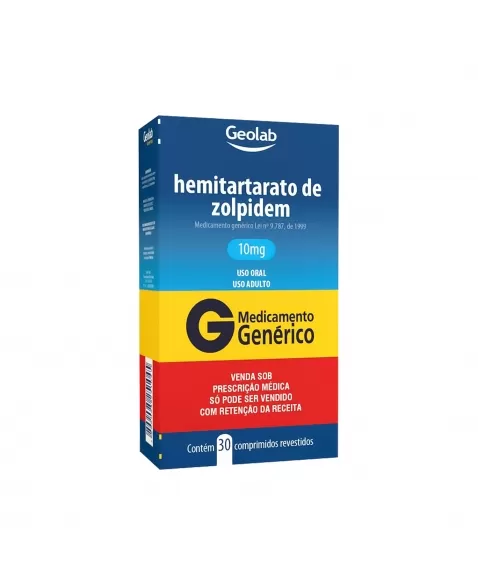 Geolab
hemitartarato de
zolpidem
Medicamento genérico Lei nº 9.787, de 1999
10mg
USO ORAL
USO ADULTO
G
Medicamento
Genérico
VENDA SOB
PRESCRIÇÃO MÉDICA
SÓ PODE SER VENDIDO
COM RETENÇÃO DA RECEITA
Contém 30 comprimidos revestidos